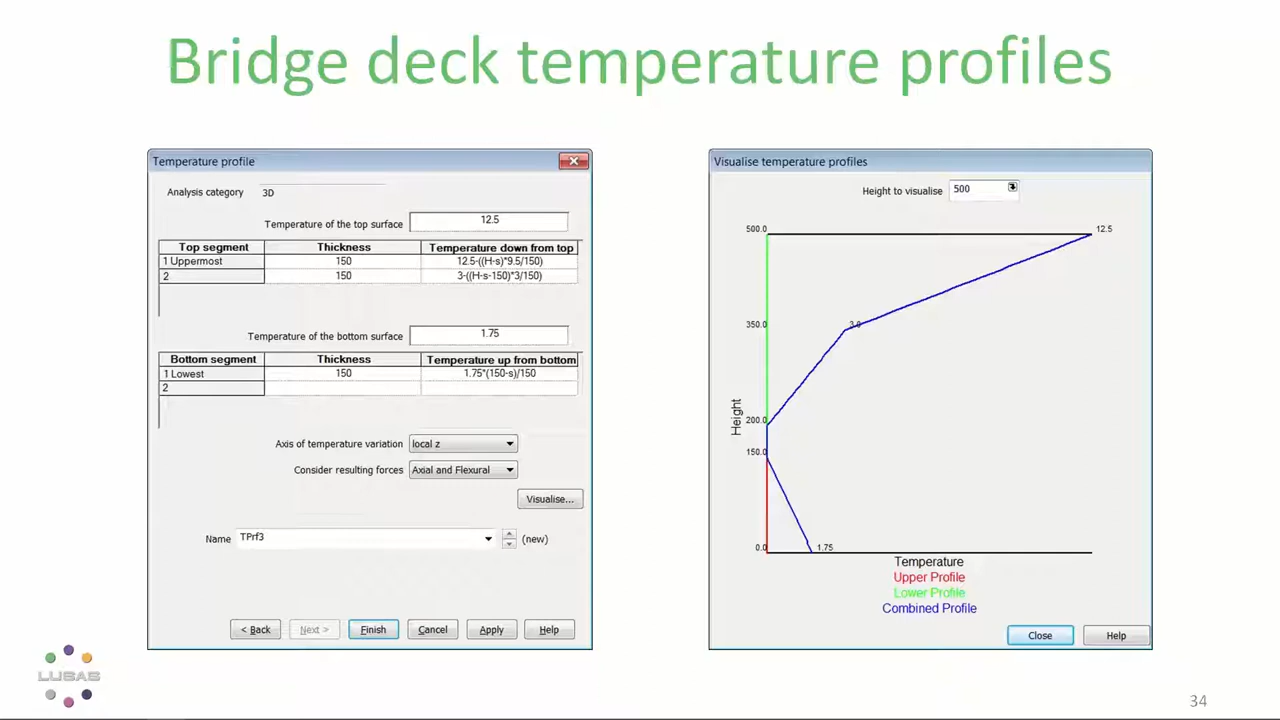 Bridge deck temperature profiles
Temperature profile
Analysis category 3D
Temperature of the top surface 12.5
Top segment Thickness Temperature down from top
1 Uppermost 150 12.5-((H-s)*9.5/150)
2 150 3-((H-s-150)*3/150)
Temperature of the bottom surface 1.75
Bottom segment Thickness Temperature up from bottom
1 Lowest 150 1.75*(150-s)/150
2
Axis of temperature variation local z
Consider resulting forces Axial and Flexural
Visualise...
Name TPrf3 (new)
< Back Next > Finish Cancel Apply Help
Visualise temperature profiles
Height to visualise 500
500.0 12.5
350.0 3.0
200.0
Height
150.0
0.0 1.75
Temperature
Upper Profile
Lower Profile
Combined Profile
Close Help
LUSAS
34